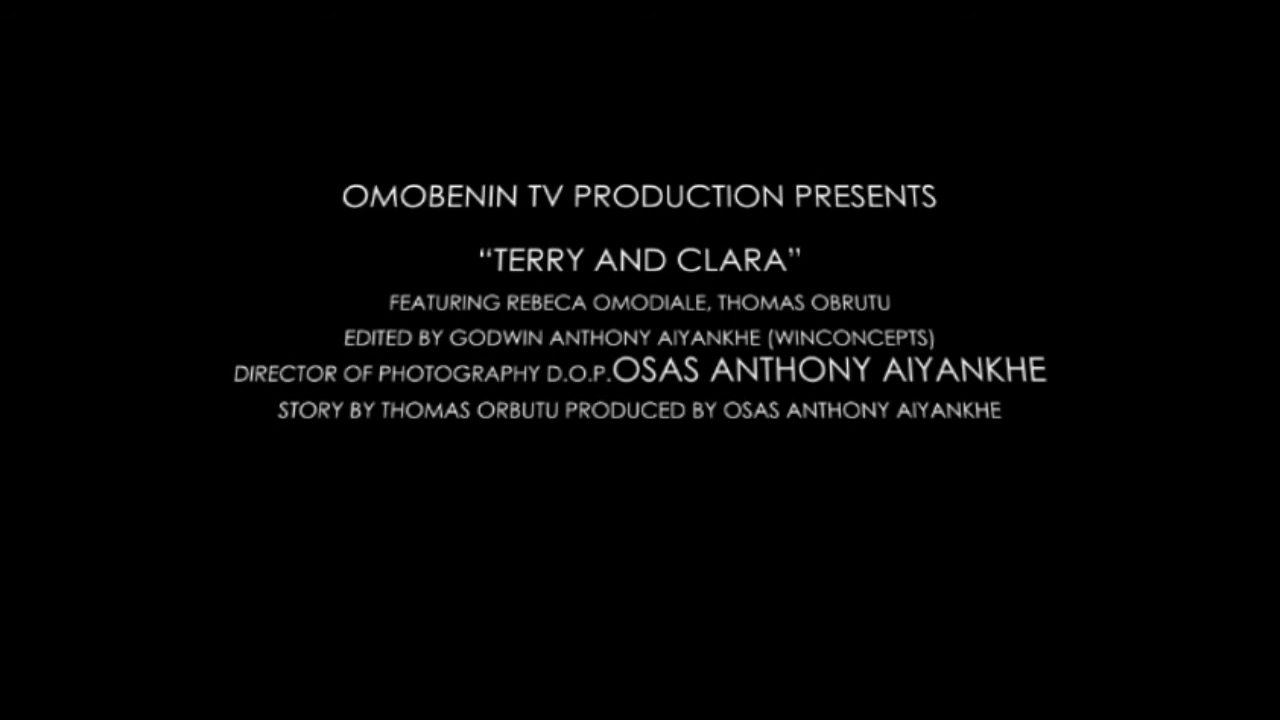 OMOBENIN TV PRODUCTION PRESENTS
“TERRY AND CLARA”
FEATURING REBECA OMODIALE, THOMAS OBRUTU
EDITED BY GODWIN ANTHONY AIYANKHE (WINCONCEPTS)
DIRECTOR OF PHOTOGRAPHY D.O.P.OSAS ANTHONY AIYANKHE
STORY BY THOMAS ORBUTU PRODUCED BY OSAS ANTHONY AIYANKHE